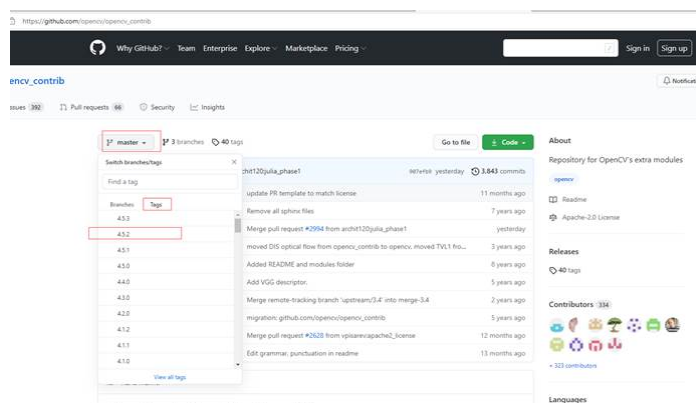 https://github.com/opencv/opencv_contrib
Why GitHub? Team Enterprise Explore Marketplace Pricing
/ Sign in Sign up
encv_contrib
Notificat
ssues 392 Pull requests 66 Security Insights
master 3 branches 40 tags Go to file Code
Switch branches/tags
Find a tag
Branches Tags
4.5.3
4.5.2
4.5.1
4.5.0
4.4.0
4.3.0
4.2.0
4.1.2
4.1.1
4.1.0
View all tags
chit120:julia_phase1 yesterday 3,843 commits
update PR template to match license 11 months ago
Remove all sphinx files 7 years ago
Merge pull request #2994 from archit120:julia_phase1 yesterday
moved DIS optical flow from opencv_contrib to opencv, moved TVL1 fro... 3 years ago
Added README and modules folder 8 years ago
Add VGG descriptor. 5 years ago
Merge remote-tracking branch 'upstream/3.4' into merge-3.4 2 years ago
migration: github.com/opencv/opencv_contrib 5 years ago
Merge pull request #2628 from vpisarev:apache2_license 12 months ago
Edit grammar, punctuation in readme 13 months ago
About
Repository for OpenCV's extra modules
opencv
Readme
Apache-2.0 License
Releases
40 tags
Contributors 334
+ 323 contributors
Languages